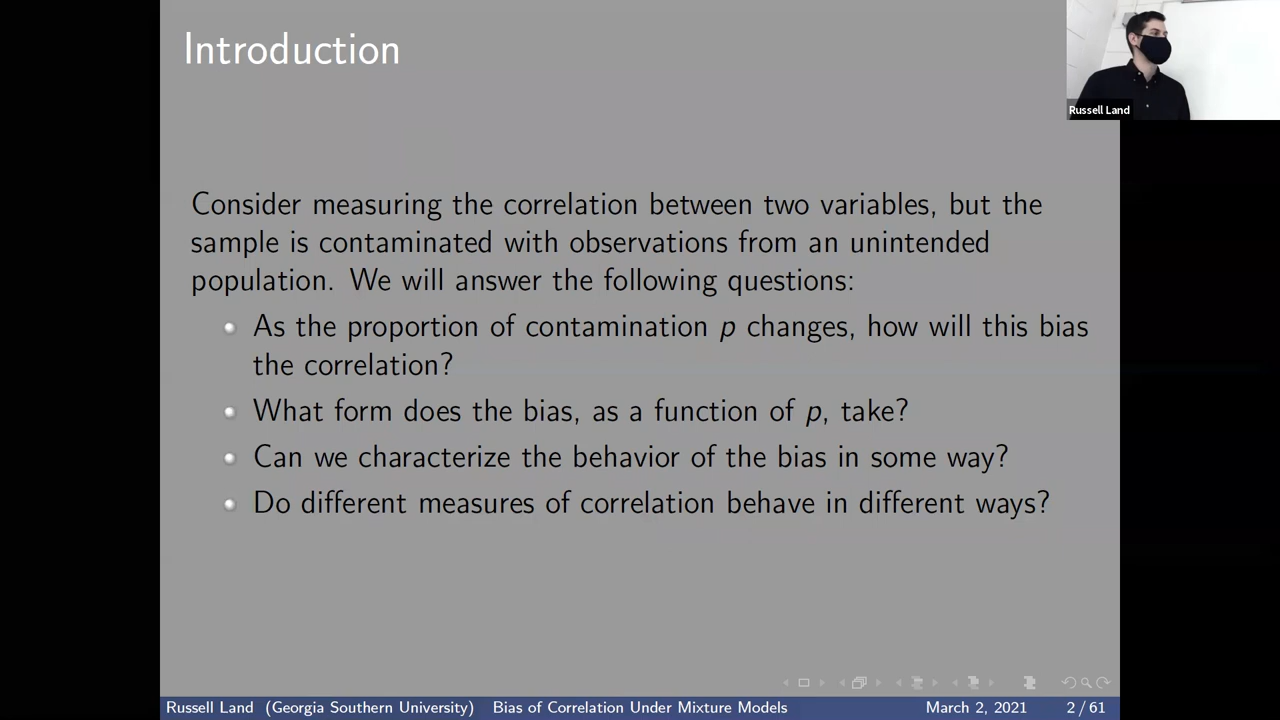 Introduction
Russell Land
Consider measuring the correlation between two variables, but the
sample is contaminated with observations from an unintended
population. We will answer the following questions:
As the proportion of contamination p changes, how will this bias
the correlation?
What form does the bias, as a function of p, take?
Can we characterize the behavior of the bias in some way?
Do different measures of correlation behave in different ways?
Russell Land (Georgia Southern University) Bias of Correlation Under Mixture Models March 2, 2021 2 / 61